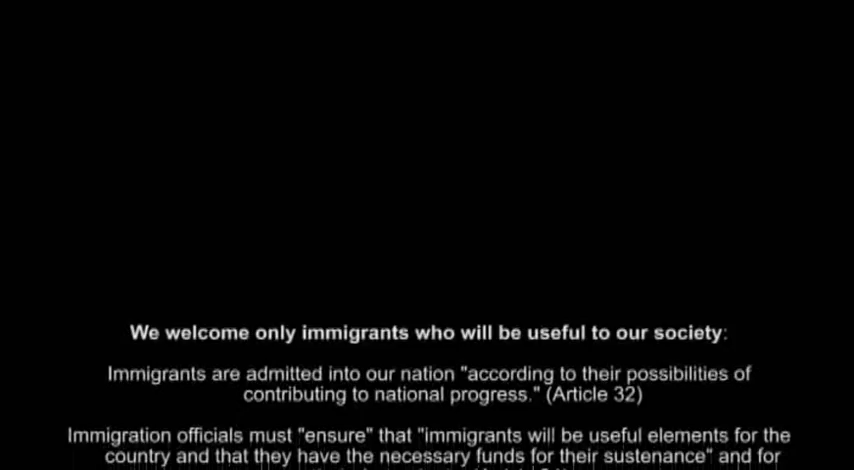 We welcome only immigrants who will be useful to our society:
Immigrants are admitted into our nation "according to their possibilities of
contributing to national progress." (Article 32)
Immigration officials must "ensure" that "immigrants will be useful elements for the
country and that they have the necessary funds for their sustenance" and for